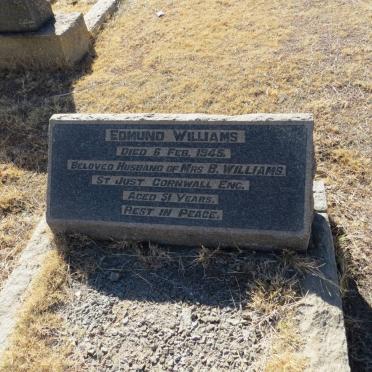 EDMUND WILLIAMS
DIED 6 FEB. 1945.
BELOVED HUSBAND OF MRS B. WILLIAMS
ST JUST CORNWALL ENG.
AGED 51 YEARS.
REST IN PEACE.